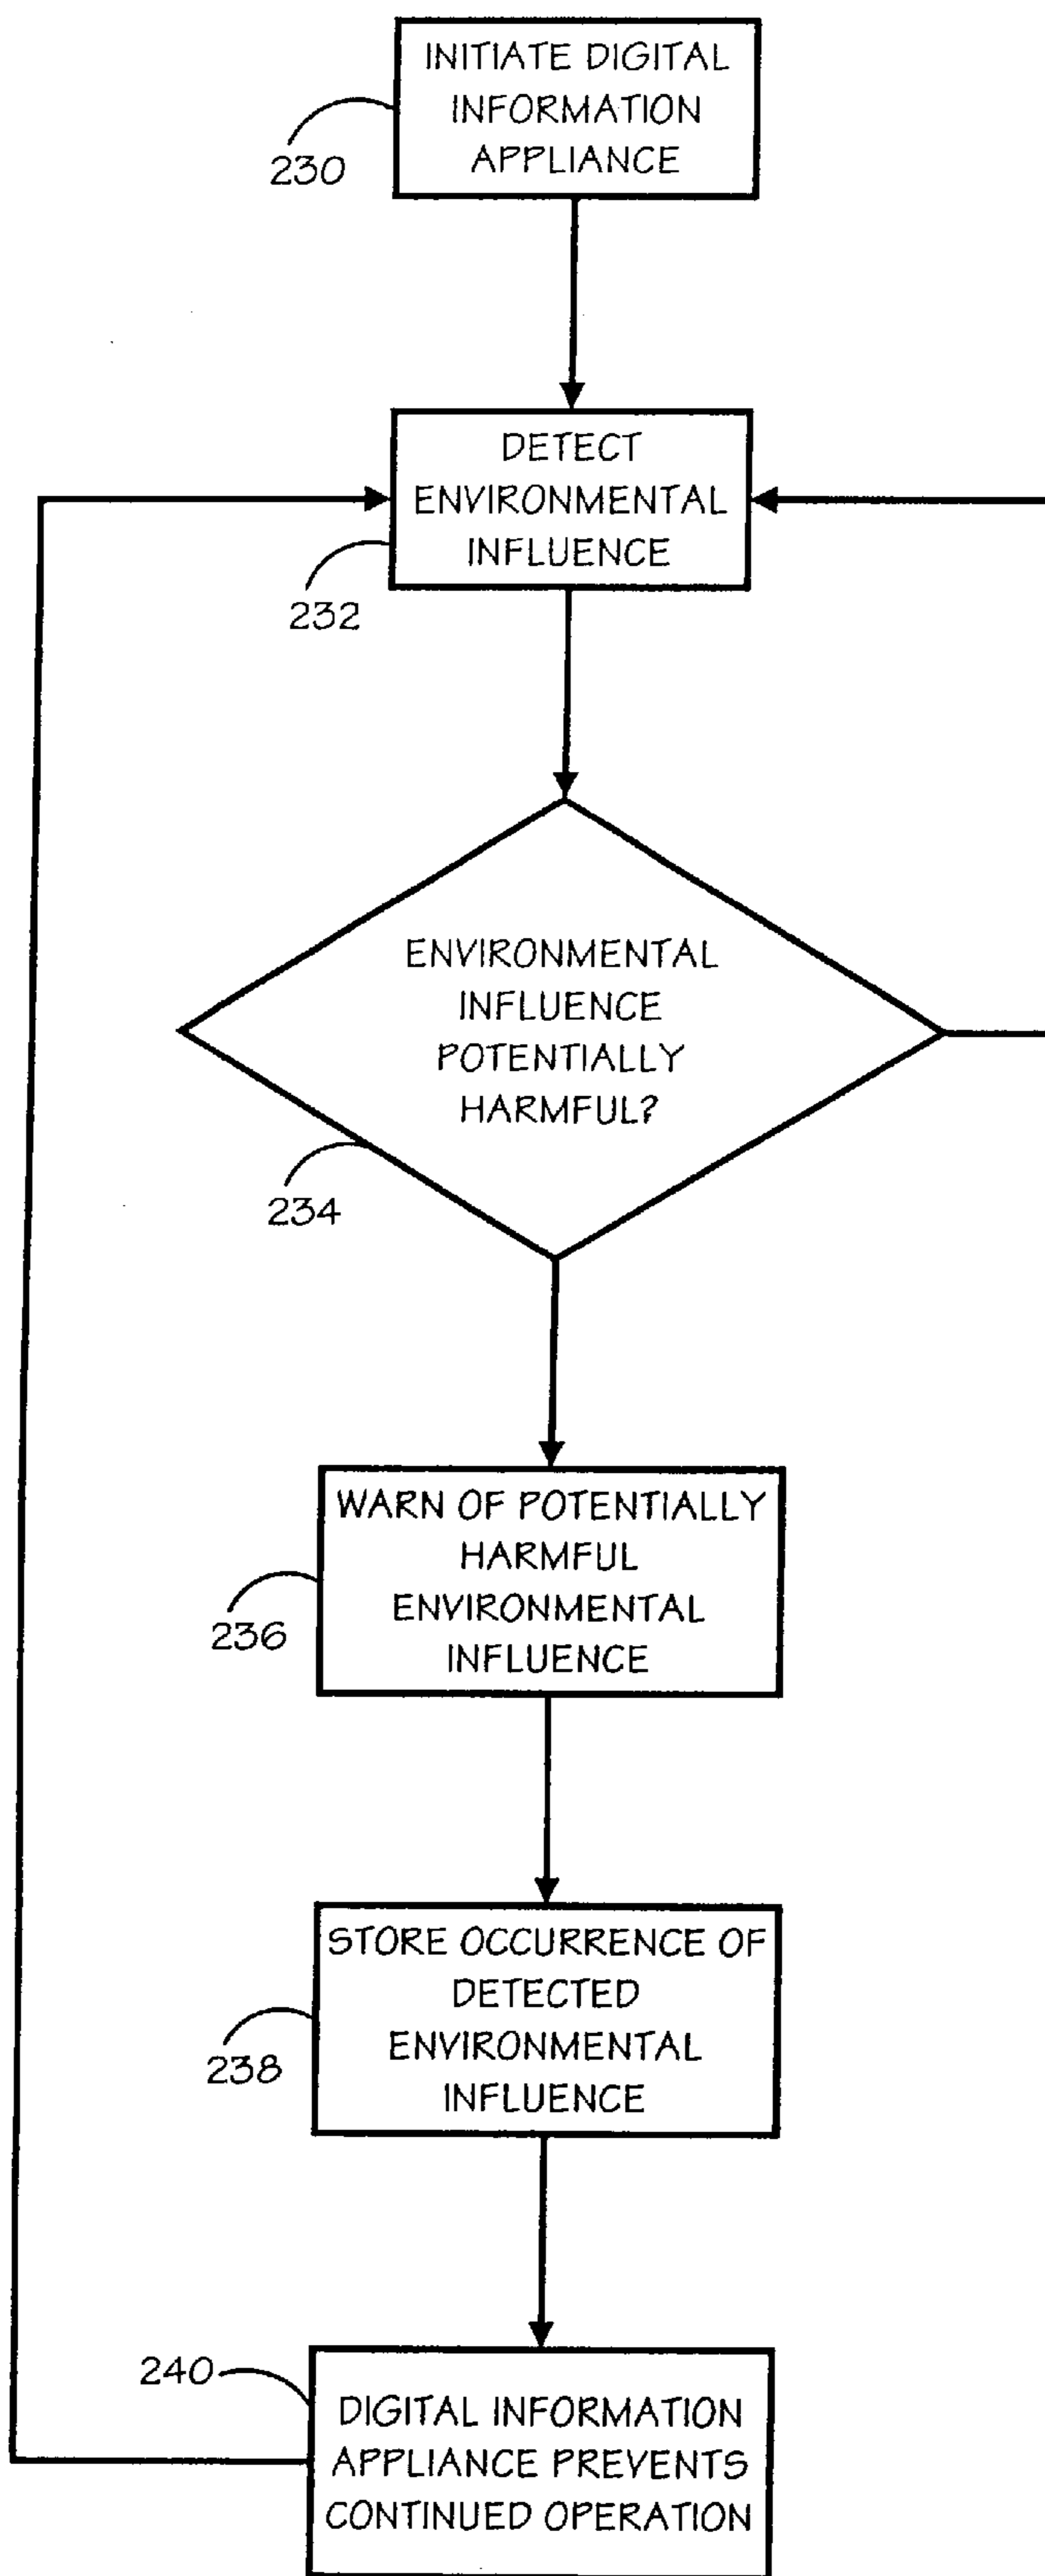 INITIATE DIGITAL
INFORMATION
APPLIANCE
230
DETECT
ENVIRONMENTAL
INFLUENCE
232
ENVIRONMENTAL
INFLUENCE
POTENTIALLY
HARMFUL?
234
WARN OF POTENTIALLY
HARMFUL
ENVIRONMENTAL
INFLUENCE
236
STORE OCCURRENCE OF
DETECTED
ENVIRONMENTAL
INFLUENCE
238
240
DIGITAL INFORMATION
APPLIANCE PREVENTS
CONTINUED OPERATION